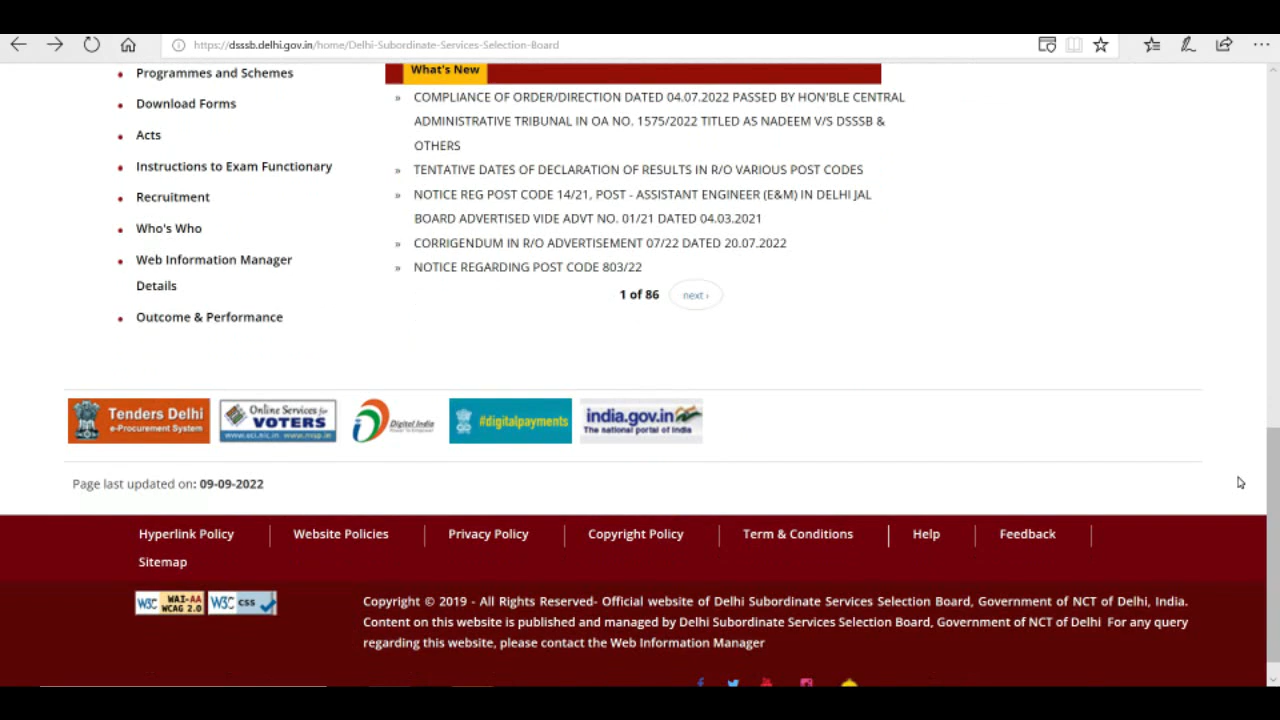 https://dsssb.delhi.gov.in/home/Delhi-Subordinate-Services-Selection-Board
Programmes and Schemes
Download Forms
Acts
Instructions to Exam Functionary
Recruitment
Who's Who
Web Information Manager
Details
Outcome & Performance
What's New
» COMPLIANCE OF ORDER/DIRECTION DATED 04.07.2022 PASSED BY HON'BLE CENTRAL
ADMINISTRATIVE TRIBUNAL IN OA NO. 1575/2022 TITLED AS NADEEM V/S DSSSB &
OTHERS
» TENTATIVE DATES OF DECLARATION OF RESULTS IN R/O VARIOUS POST CODES
» NOTICE REG POST CODE 14/21, POST - ASSISTANT ENGINEER (E&M) IN DELHI JAL
BOARD ADVERTISED VIDE ADVT NO. 01/21 DATED 04.03.2021
» CORRIGENDUM IN R/O ADVERTISEMENT 07/22 DATED 20.07.2022
» NOTICE REGARDING POST CODE 803/22
1 of 86 next ›
Tenders Delhi
e-Procurement System
Online Services for
VOTERS
www.eci.nic.in www.nvsp.in
Digital India
Power To Empower
#digitalpayments
india.gov.in
The national portal of India
Page last updated on: 09-09-2022
Hyperlink Policy Website Policies Privacy Policy Copyright Policy Term & Conditions Help Feedback
Sitemap
W3C WAI-AA
WCAG 2.0
W3C css
Copyright © 2019 - All Rights Reserved- Official website of Delhi Subordinate Services Selection Board, Government of NCT of Delhi, India.
Content on this website is published and managed by Delhi Subordinate Services Selection Board, Government of NCT of Delhi For any query
regarding this website, please contact the Web Information Manager